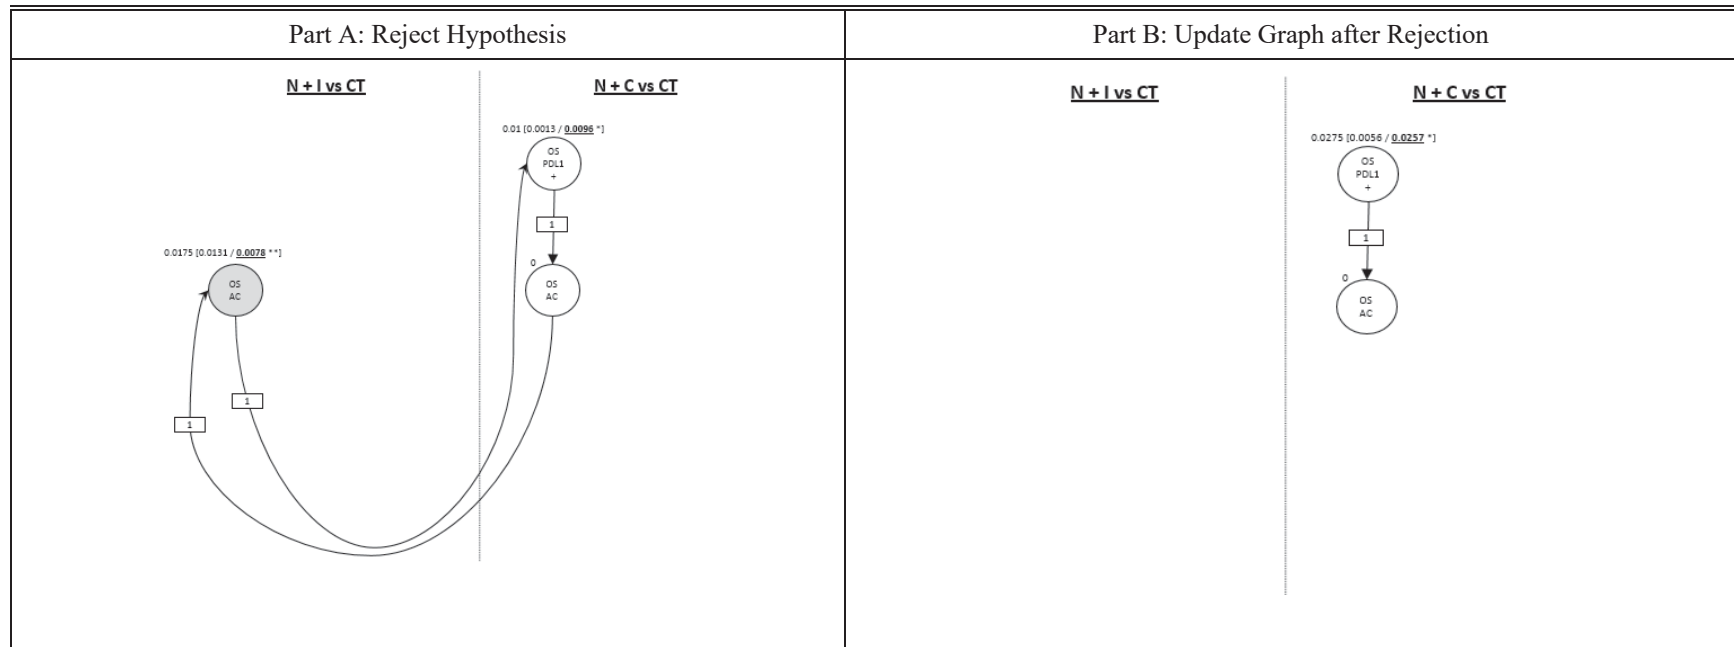 Part A: Reject Hypothesis
Part B: Update Graph after Rejection
N + I vs CT
N + C vs CT
0.01 [0.0013 / 0.0096 *]
OS
PDL1
+
1
0
OS
AC
0.0175 [0.0131 / 0.0078 **]
OS
AC
1
1
N + I vs CT
N + C vs CT
0.0275 [0.0056 / 0.0257 *]
OS
PDL1
+
1
0
OS
AC